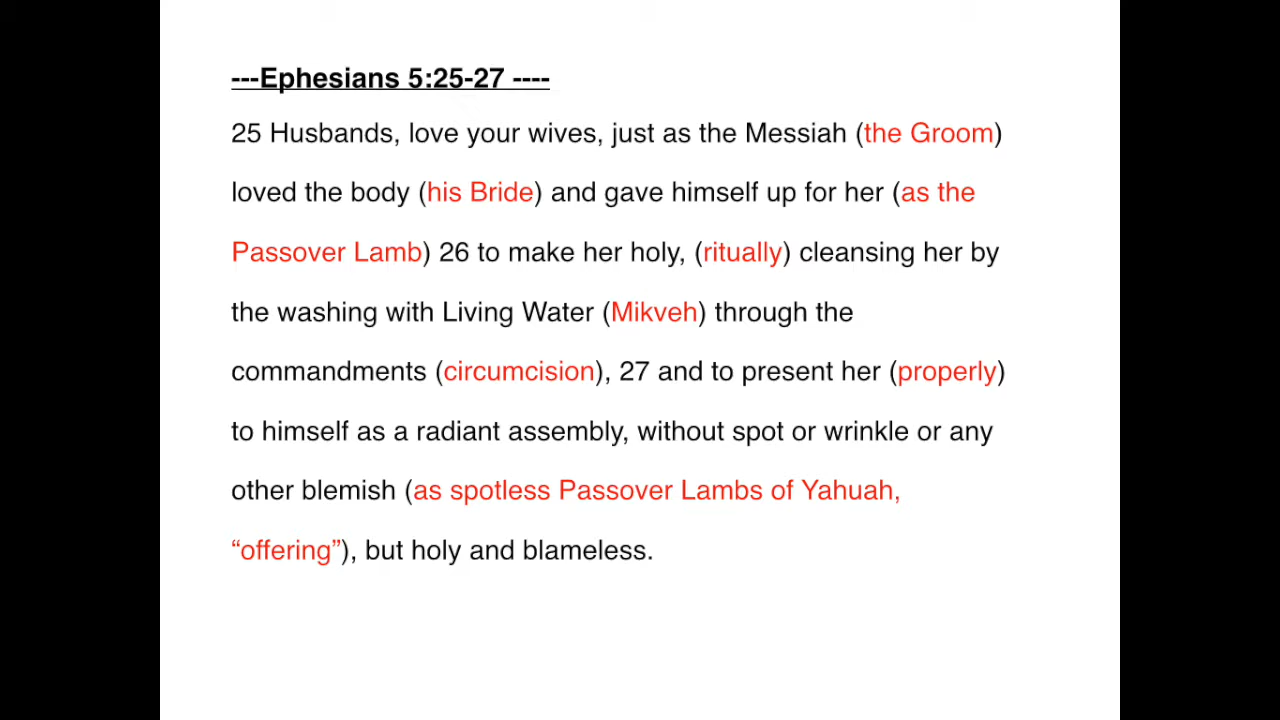 ---Ephesians 5:25-27 ----
25 Husbands, love your wives, just as the Messiah (the Groom)
loved the body (his Bride) and gave himself up for her (as the
Passover Lamb) 26 to make her holy, (ritually) cleansing her by
the washing with Living Water (Mikveh) through the
commandments (circumcision), 27 and to present her (properly)
to himself as a radiant assembly, without spot or wrinkle or any
other blemish (as spotless Passover Lambs of Yahuah,
“offering”), but holy and blameless.